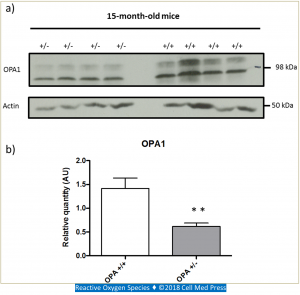 a)
15-month-old mice
+/- +/- +/- +/- +/+ +/+ +/+ +/+
OPA1
98 kDa
Actin
50 kDa
b)
OPA1
Relative quantity (AU)
2.0
1.5
1.0
0.5
0.0
* *
OPA +/+
OPA +/-
Reactive Oxygen Species ♦ ©2018 Cell Med Press